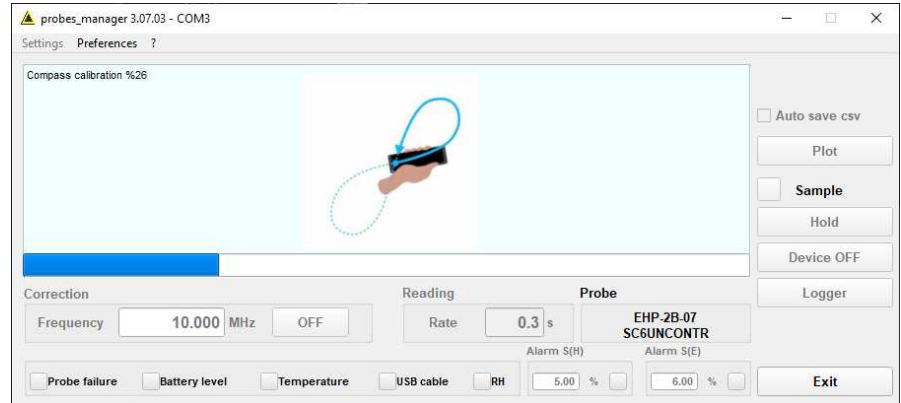 probes_manager 3.07.03 - COM3
Settings Preferences ?
Compass calibration %26
Auto save csv
Plot
Sample
Hold
Device OFF
Logger
Correction
Frequency 10.000 MHz OFF
Reading
Rate 0.3 s
Probe
EHP-2B-07
SC6UNCONTR
Alarm S(H)
5.00 %
Alarm S(E)
6.00 %
Probe failure Battery level Temperature USB cable RH
Exit